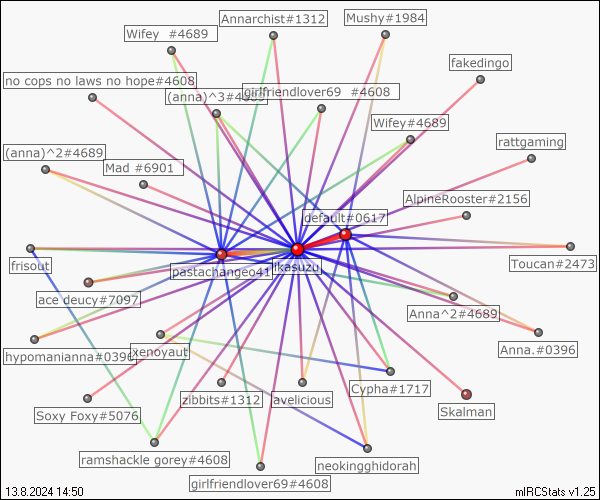 Annarchist#1312
Mushy#1984
Wifey #4689
fakedingo
no cops no laws no hope#4608
girlfriendlover69 #4608
(anna)^3#4689
Wifey#4689
rattgaming
(anna)^2#4689
Mad #6901
AlpineRooster#2156
default#0617
frisout
pastachange041
ikasuzu
Toucan#2473
ace deucy#7097
Anna^2#4689
hypomanianna#0396
xenoyaut
Anna.#0396
Soxy Foxy#5076
zibbits#1312
avelicious
Cypha#1717
Skalman
ramshackle gorey#4608
neokingghidorah
girlfriendlover69#4608
13.8.2024 14:50
mIRCStats v1.25